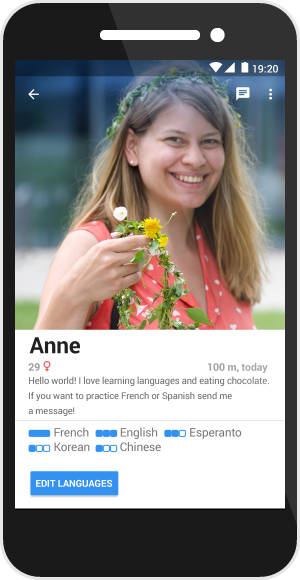 19:20
Anne
29 ♀ 100 m, today
Hello world! I love learning languages and eating chocolate.
If you want to practice French or Spanish send me
a message!
French English Esperanto
Korean Chinese
EDIT LANGUAGES